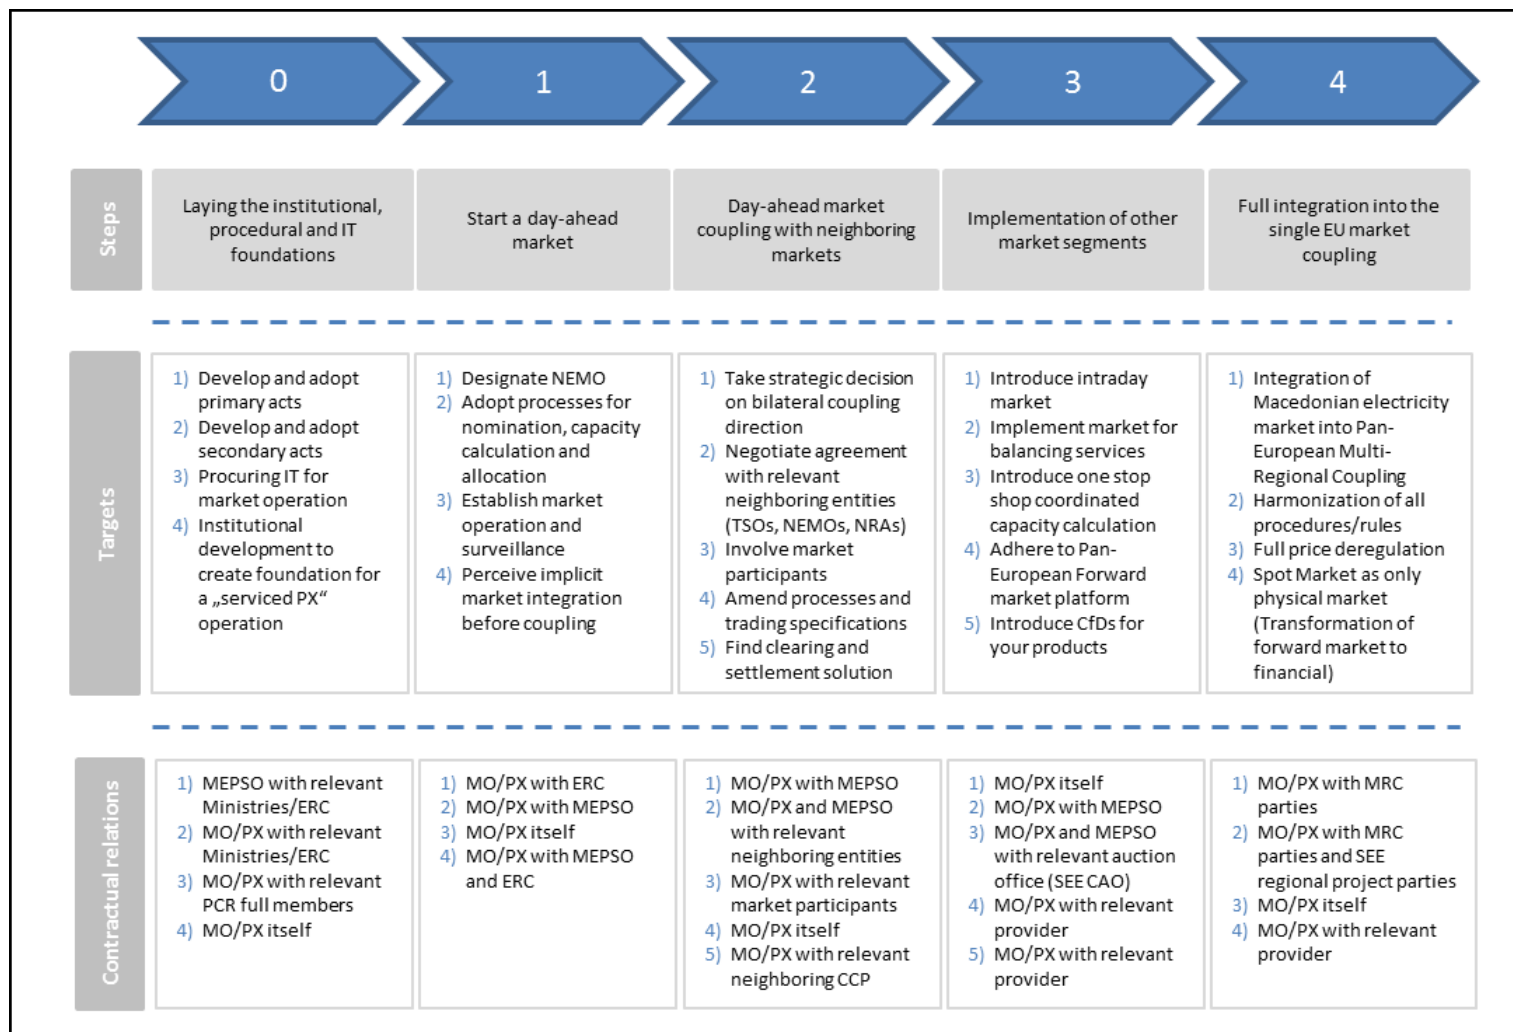 0
1
2
3
4
Steps
Laying the institutional,
procedural and IT
foundations
Start a day-ahead
market
Day-ahead market
coupling with neighboring
markets
Implementation of other
market segments
Full integration into the
single EU market
coupling
Targets
1) Develop and adopt
primary acts
2) Develop and adopt
secondary acts
3) Procuring IT for
market operation
4) Institutional
development to
create foundation for
a „serviced PX“
operation
1) Designate NEMO
2) Adopt processes for
nomination, capacity
calculation and
allocation
3) Establish market
operation and
surveillance
4) Perceive implicit
market integration
before coupling
1) Take strategic decision
on bilateral coupling
direction
2) Negotiate agreement
with relevant
neighboring entities
(TSOs, NEMOs, NRAs)
3) Involve market
participants
4) Amend processes and
trading specifications
5) Find clearing and
settlement solution
1) Introduce intraday
market
2) Implement market for
balancing services
3) Introduce one stop
shop coordinated
capacity calculation
4) Adhere to Pan-
European Forward
market platform
5) Introduce CfDs for
your products
1) Integration of
Macedonian electricity
market into Pan-
European Multi-
Regional Coupling
2) Harmonization of all
procedures/rules
3) Full price deregulation
4) Spot Market as only
physical market
(Transformation of
forward market to
financial)
Contractual relations
1) MEPSO with relevant
Ministries/ERC
2) MO/PX with relevant
Ministries/ERC
3) MO/PX with relevant
PCR full members
4) MO/PX itself
1) MO/PX with ERC
2) MO/PX with MEPSO
3) MO/PX itself
4) MO/PX with MEPSO
and ERC
1) MO/PX with MEPSO
2) MO/PX and MEPSO
with relevant
neighboring entities
3) MO/PX with relevant
market participants
4) MO/PX itself
5) MO/PX with relevant
neighboring CCP
1) MO/PX itself
2) MO/PX with MEPSO
3) MO/PX and MEPSO
with relevant auction
office (SEE CAO)
4) MO/PX with relevant
provider
5) MO/PX with relevant
provider
1) MO/PX with MRC
parties
2) MO/PX with MRC
parties and SEE
regional project parties
3) MO/PX itself
4) MO/PX with relevant
provider